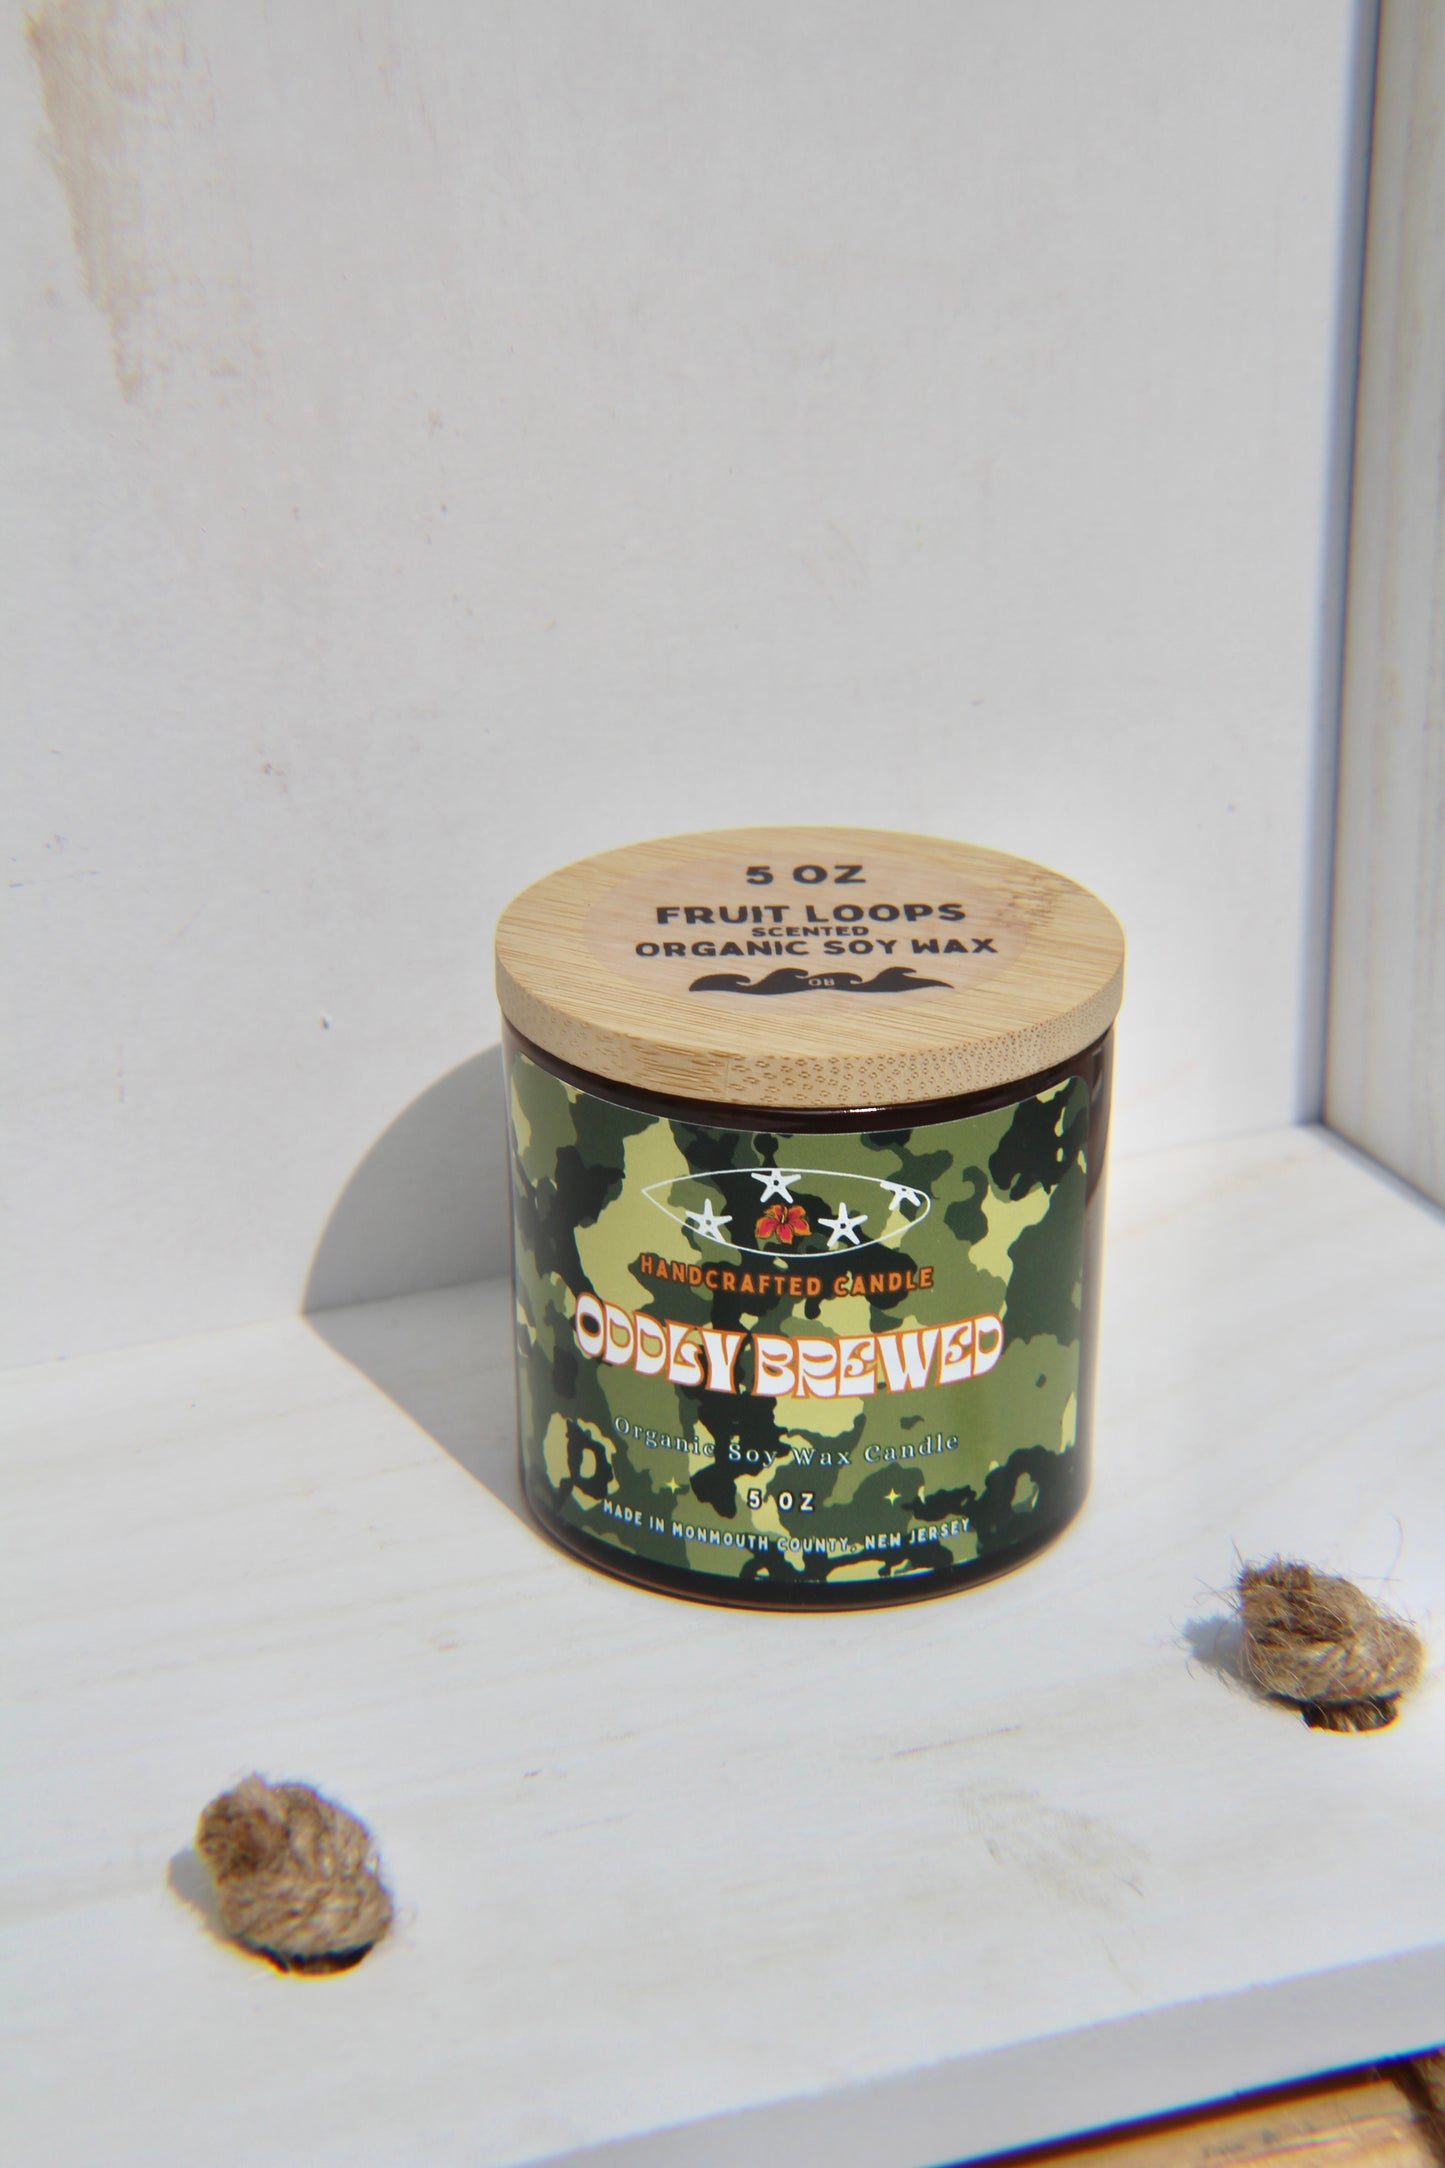 5 OZ
FRUIT LOOPS
SCENTED
ORGANIC SOY WAX
OB
HANDCRAFTED CANDLE
ODDLY BREWED
Organic Soy Wax Candle
5 OZ
MADE IN MONMOUTH COUNTY, NEW JERSEY